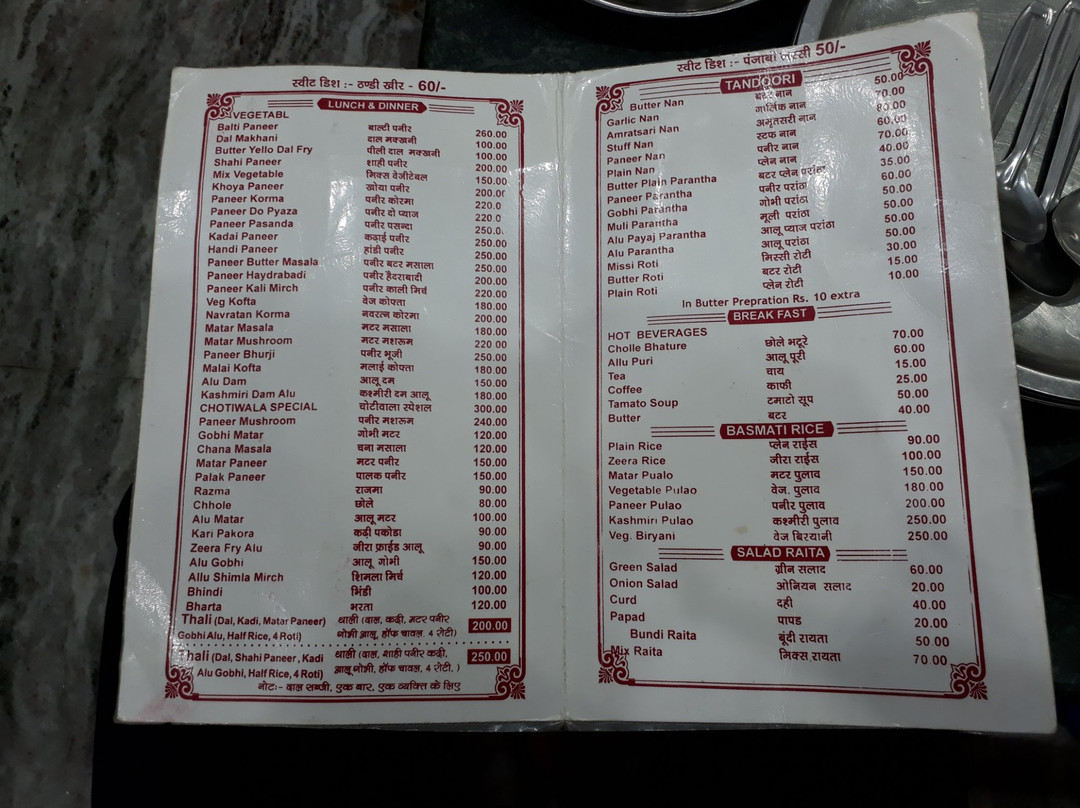 स्वीट डिश :- ठण्डी खीर - 60/-
LUNCH & DINNER
VEGETABL
Balti Paneer बाल्टी पनीर 260.00
Dal Makhani दाल मक्खनी 100.00
Butter Yello Dal Fry पीली दाल मक्खनी 100.00
Shahi Paneer शाही पनीर 200.00
Mix Vegetable मिक्स वेजीटेबल 150.00
Khoya Paneer खोया पनीर 200.00
Paneer Korma पनीर कोरमा 220.0
Paneer Do Pyaza पनीर दो प्याज 220.0
Paneer Pasanda पनीर पसन्दा 250.0
Kadai Paneer कढ़ाई पनीर 250.00
Handi Paneer हांडी पनीर 250.00
Paneer Butter Masala पनीर बटर मसाला 250.00
Paneer Haydrabadi पनीर हैदराबादी 200.00
Paneer Kali Mirch पनीर काली मिर्च 220.00
Veg Kofta वेज कोफ्ता 180.00
Navratan Korma नवरत्न कोरमा 200.00
Matar Masala मटर मसाला 180.00
Matar Mushroom मटर मशरूम 220 00
Paneer Bhurji पनीर भूजी 250.00
Malai Kofta मलाई कोफ्ता 180.00
Alu Dam आलू दम 150.00
Kashmiri Dam Alu कश्मीरी दम आलू 180.00
CHOTIWALA SPECIAL चोटीवाला स्पेशल 300.00
Paneer Mushroom पनीर मशरूम 240.00
Gobhi Matar गोभी मटर 120.00
Chana Masala चना मसाला 120.00
Matar Paneer मटर पनीर 150.00
Palak Paneer पालक पनीर 150.00
Razma राजमा 90.00
Chhole छोले 80.00
Alu Matar आलू मटर 100.00
Kari Pakora कढ़ी पकोडा 90.00
Zeera Fry Alu जीरा फ्राईड आलू 90.00
Alu Gobhi आलू गोभी 150.00
Allu Shimla Mirch शिमला मिर्च 120.00
Bhindi भिंडी 100.00
Bharta भरता 120.00
Thali (Dal, Kadi, Matar Paneer) थाली (दाल, कढ़ी, मटर पनीर 200.00
Gobhi Alu, Half Rice, 4 Roti) गोभी आलू, हॉफ चावल, 4 रोटी)
Thali (Dal, Shahi Paneer, Kadi थाली (दाल, शाही पनीर कढ़ी, 250.00
Alu Gobhi, Half Rice, 4 Roti) आलू गोभी, हॉफ चावल, 4 रोटी, )
नोटः- दाल सब्जी, एक बार, एक व्यक्ति के लिए
स्वीट डिश :- पंजाबी लस्सी 50/-
TANDOORI
Butter Nan बटर नान 50.00
Garlic Nan गार्लिक नान 70.00
Amratsari Nan अमृतसरी नान 80.00
Stuff Nan स्टफ नान 60.00
Paneer Nan पनीर नान 70.00
Plain Nan प्लेन नान 40.00
Butter Plain Parantha बटर प्लेन परांठा 35.00
Paneer Parantha पनीर परांठा 60.00
Gobhi Parantha गोभी परांठा 50.00
Muli Parantha मूली परांठा 50.00
Alu Payaj Parantha आलू प्याज परांठा 50.00
Alu Parantha आलू परांठा 50.00
Missi Roti मिस्सी रोटी 30.00
Butter Roti बटर रोटी 15.00
Plain Roti प्लेन रोटी 10.00
In Butter Prepration Rs. 10 extra
BREAK FAST
HOT BEVERAGES
Cholle Bhature छोले भटूरे 70.00
Allu Puri आलू पूरी 60.00
Tea चाय 15.00
Coffee काफी 25.00
Tamato Soup टमाटो सूप 50.00
Butter बटर 40.00
BASMATI RICE
Plain Rice प्लेन राईस 90.00
Zeera Rice जीरा राईस 100.00
Matar Pualo मटर पुलाव 150.00
Vegetable Pulao वेज. पुलाव 180.00
Paneer Pulao पनीर पुलाव 200.00
Kashmiri Pulao कश्मीरी पुलाव 250.00
Veg. Biryani वेज बिरयानी 250.00
SALAD RAITA
Green Salad ग्रीन सलाद 60.00
Onion Salad ओनियन सलाद 20.00
Curd दही 40.00
Papad पापड 20.00
Bundi Raita बूंदी रायता 50.00
Mix Raita मिक्स रायता 70.00